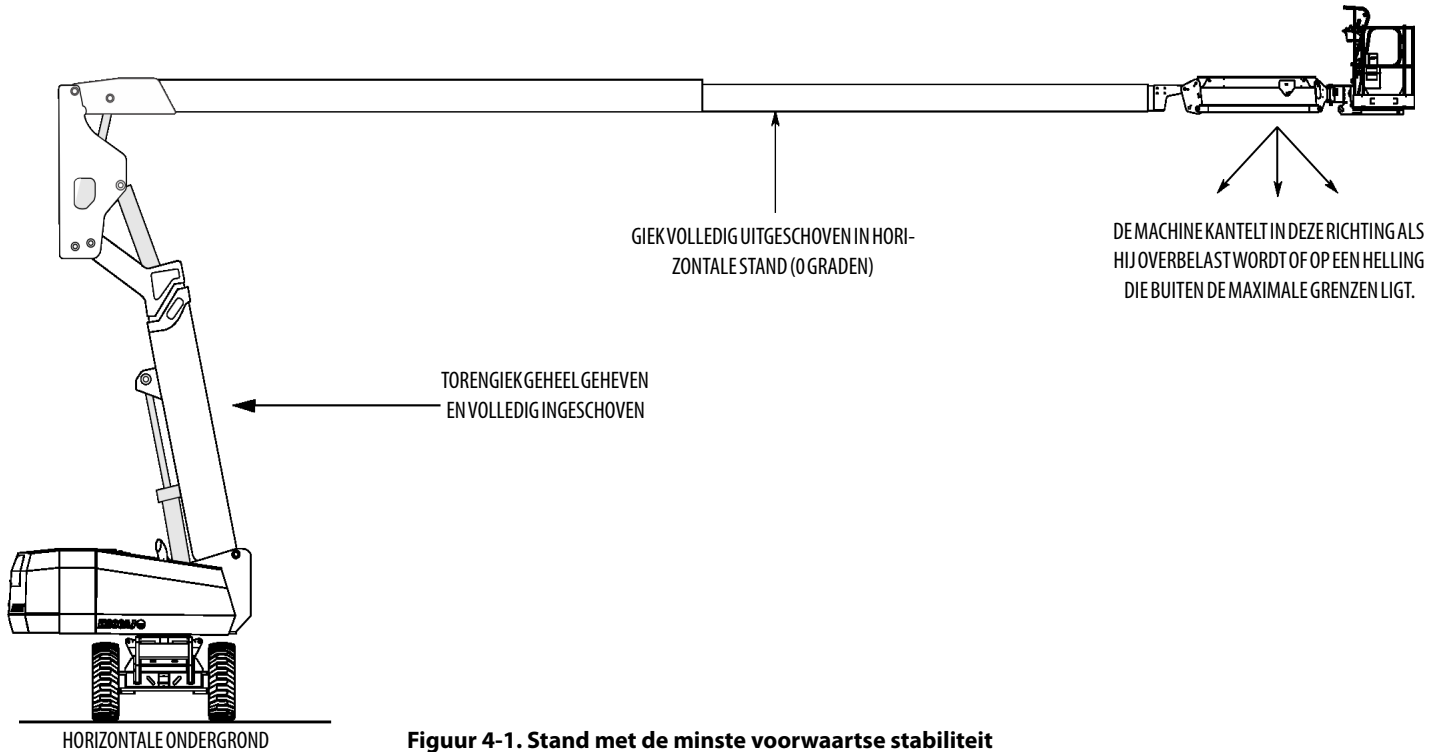 GIEK VOLLEDIG UITGESCHOVEN IN HORI-
ZONTALE STAND (0 GRADEN)
DE MACHINE KANTELT IN DEZE RICHTING ALS
HIJ OVERBELAST WORDT OF OP EEN HELLING
DIE BUITEN DE MAXIMALE GRENZEN LIGT.
TORENGIEK GEHEEL GEHEVEN
EN VOLLEDIG INGESCHOVEN
HORIZONTALE ONDERGROND
Figuur 4-1. Stand met de minste voorwaartse stabiliteit